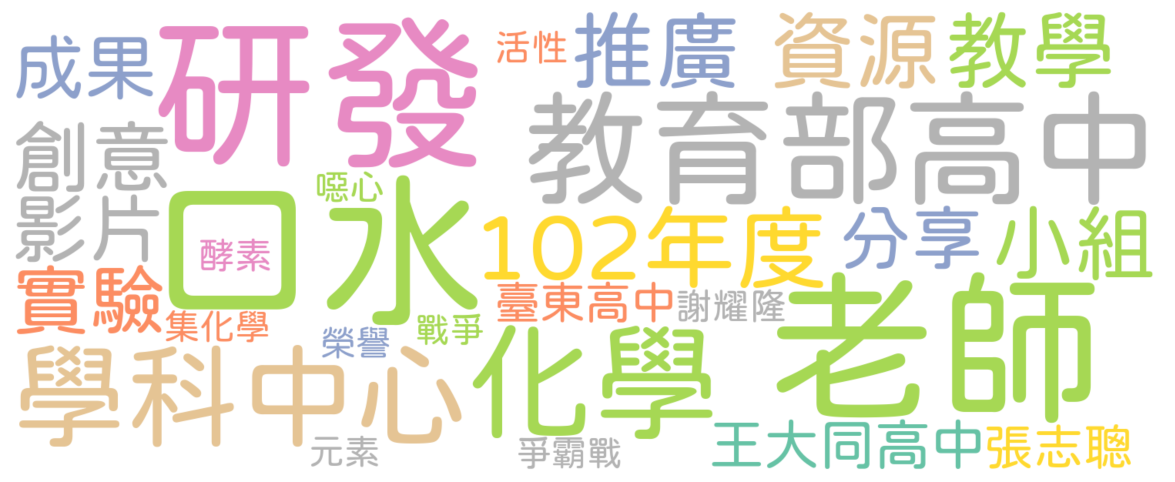 成果
研發
活性
推廣
資源
教學
創意
教育部高中
影片
噁心
口水
酵素
102年度
分享
小組
實驗
集化學
臺東高中
謝耀隆
老師
榮譽
戰爭
化學
學科中心
元素
爭霸戰
王大同高中
張志聰